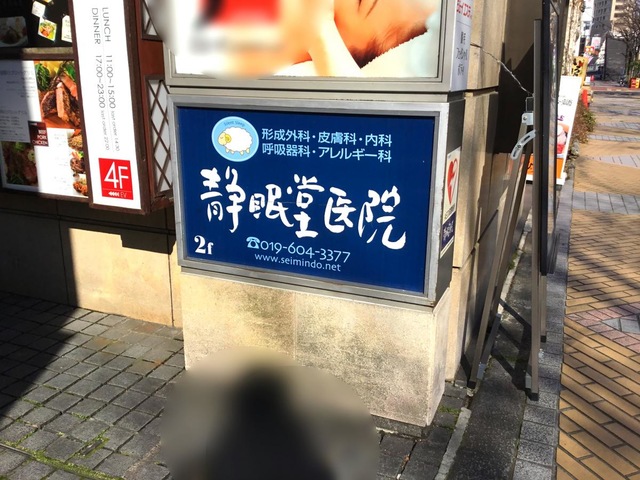 LUNCH 11:00~15:00
DINNER 17:00~23:00
4F
形成外科・皮膚科・内科
呼吸器科・アレルギー科
静眠堂医院
2f
☎019-604-3377
www.seimindo.net